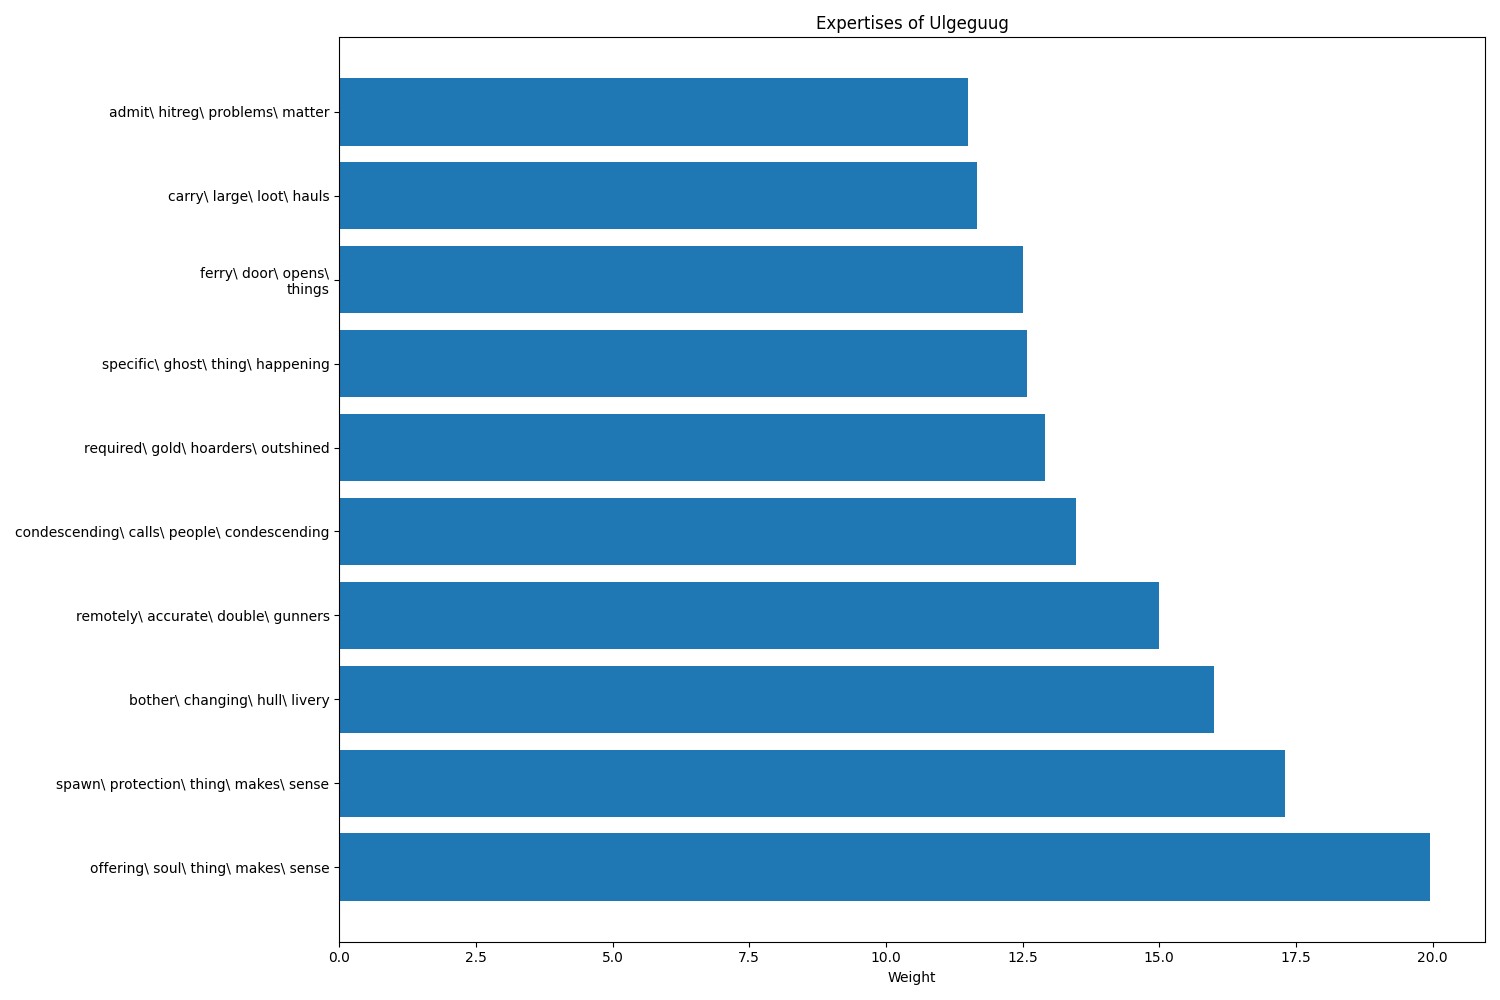 Expertises of Ulgeguug
admit\ hitreg\ problems\ matter
carry\ large\ loot\ hauls
ferry\ door\ opens\
things
specific\ ghost\ thing\ happening
required\ gold\ hoarders\ outshined
condescending\ calls\ people\ condescending
remotely\ accurate\ double\ gunners
bother\ changing\ hull\ livery
spawn\ protection\ thing\ makes\ sense
offering\ soul\ thing\ makes\ sense
0.0 2.5 5.0 7.5 10.0 12.5 15.0 17.5 20.0
Weight